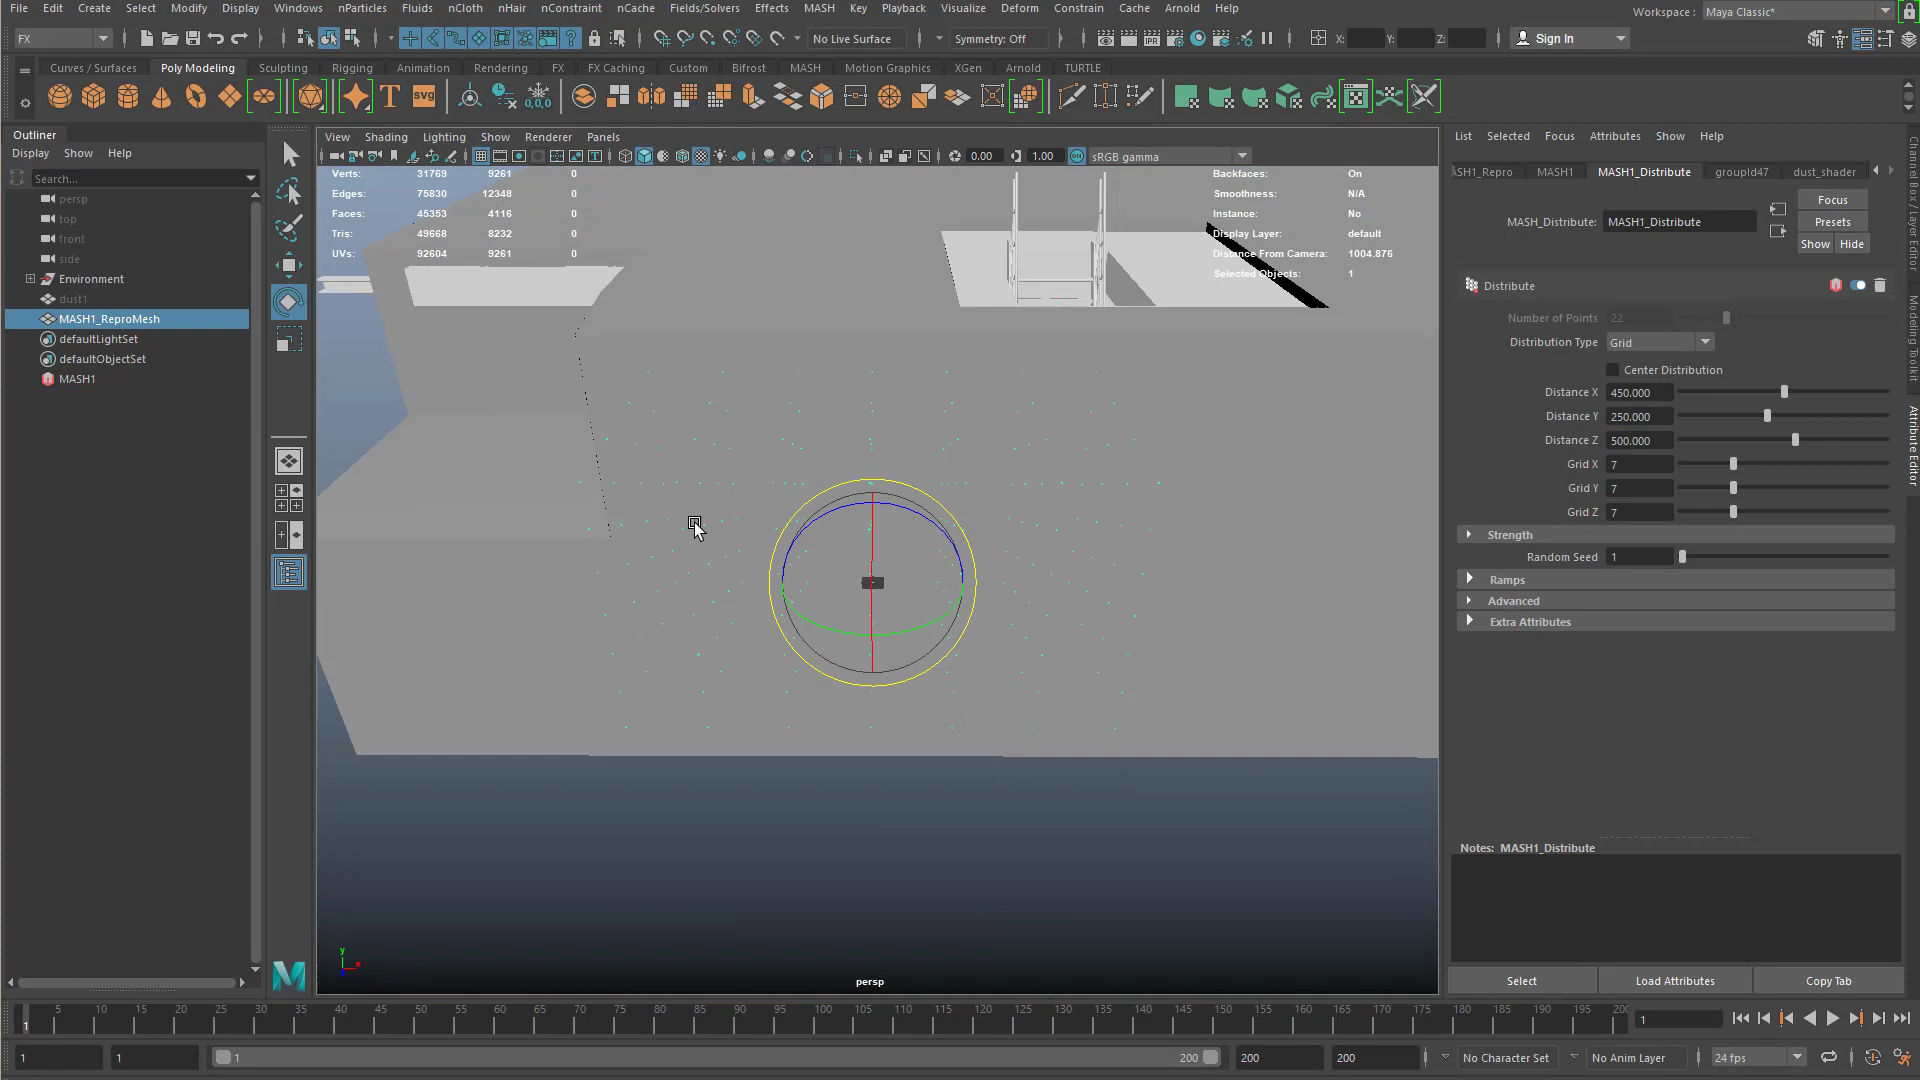 File Edit Create Select Modify Display Windows nParticles Fluids nCloth nHair nConstraint nCache Fields/Solvers Effects MASH Key Playback Visualize Deform Constrain Cache Arnold Help
Workspace : Maya Classic*
FX No Live Surface Symmetry: Off X: Y: Z: Sign In
Curves / Surfaces Poly Modeling Sculpting Rigging Animation Rendering FX FX Caching Custom Bifrost MASH Motion Graphics XGen Arnold TURTLE
T svg 0,0,0
Outliner
Display Show Help
Search...
persp
top
front
side
Environment
dust1
MASH1_ReproMesh
defaultLightSet
defaultObjectSet
MASH1
View Shading Lighting Show Renderer Panels
0.00 1.00 ON sRGB gamma
Verts: 31769 9261 0
Edges: 75830 12348 0
Faces: 45353 4116 0
Tris: 49668 8232 0
UVs: 92604 9261 0
Backfaces: On
Smoothness: N/A
Instance: No
Display Layer: default
Distance From Camera: 1004.876
Selected Objects: 1
y
x
persp
List Selected Focus Attributes Show Help
ASH1_Repro MASH1 MASH1_Distribute groupId47 dust_shader
MASH_Distribute: MASH1_Distribute
Focus
Presets
Show Hide
Distribute
Number of Points 22
Distribution Type Grid
Center Distribution
Distance X 450.000
Distance Y 250.000
Distance Z 500.000
Grid X 7
Grid Y 7
Grid Z 7
Strength
Random Seed 1
Ramps
Advanced
Extra Attributes
Notes: MASH1_Distribute
Select Load Attributes Copy Tab
Channel Box / Layer Editor
Modeling Toolkit
Attribute Editor
5 10 15 20 25 30 35 40 45 50 55 60 65 70 75 80 85 90 95 100 105 110 115 120 125 130 135 140 145 150 155 160 165 170 175 180 185 190 195 200
1 1
1 1 1 200 200 200 No Character Set No Anim Layer 24 fps